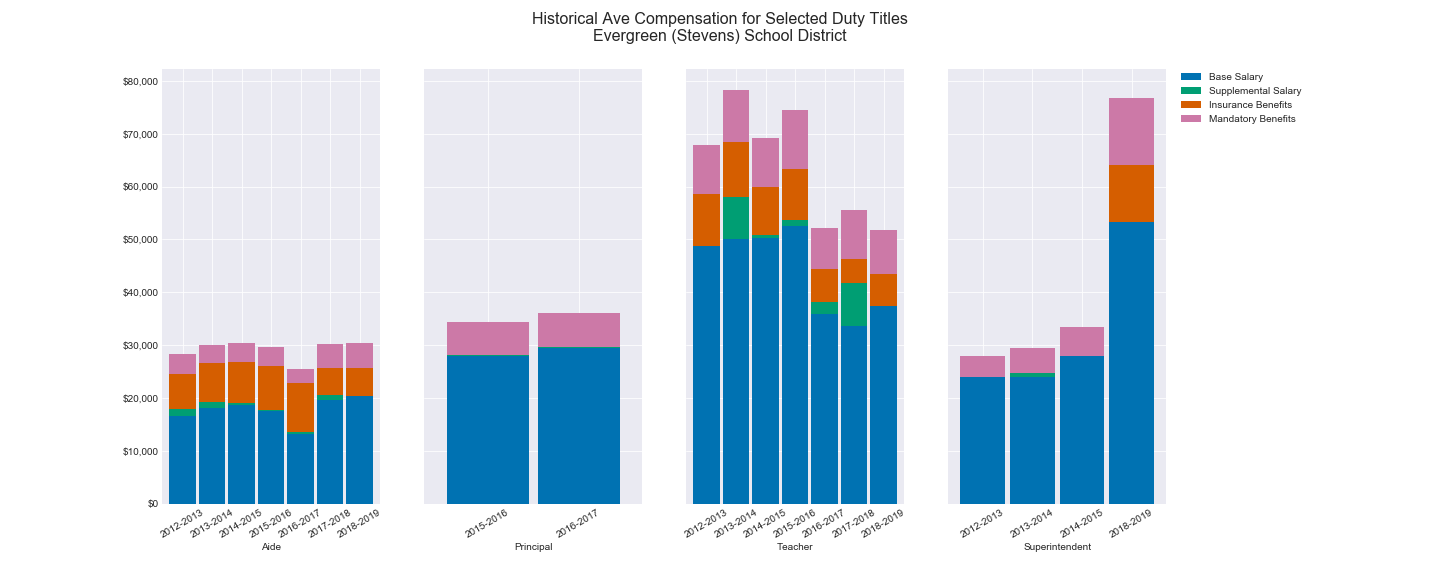 Historical Ave Compensation for Selected Duty Titles
Evergreen (Stevens) School District
$80,000
$70,000
$60,000
$50,000
$40,000
$30,000
$20,000
$10,000
$0
2012-2013
2013-2014
2014-2015
2015-2016
2016-2017
2017-2018
2018-2019
Aide
2015-2016
2016-2017
Principal
2012-2013
2013-2014
2014-2015
2015-2016
2016-2017
2017-2018
2018-2019
Teacher
2012-2013
2013-2014
2014-2015
2018-2019
Superintendent
Base Salary
Supplemental Salary
Insurance Benefits
Mandatory Benefits